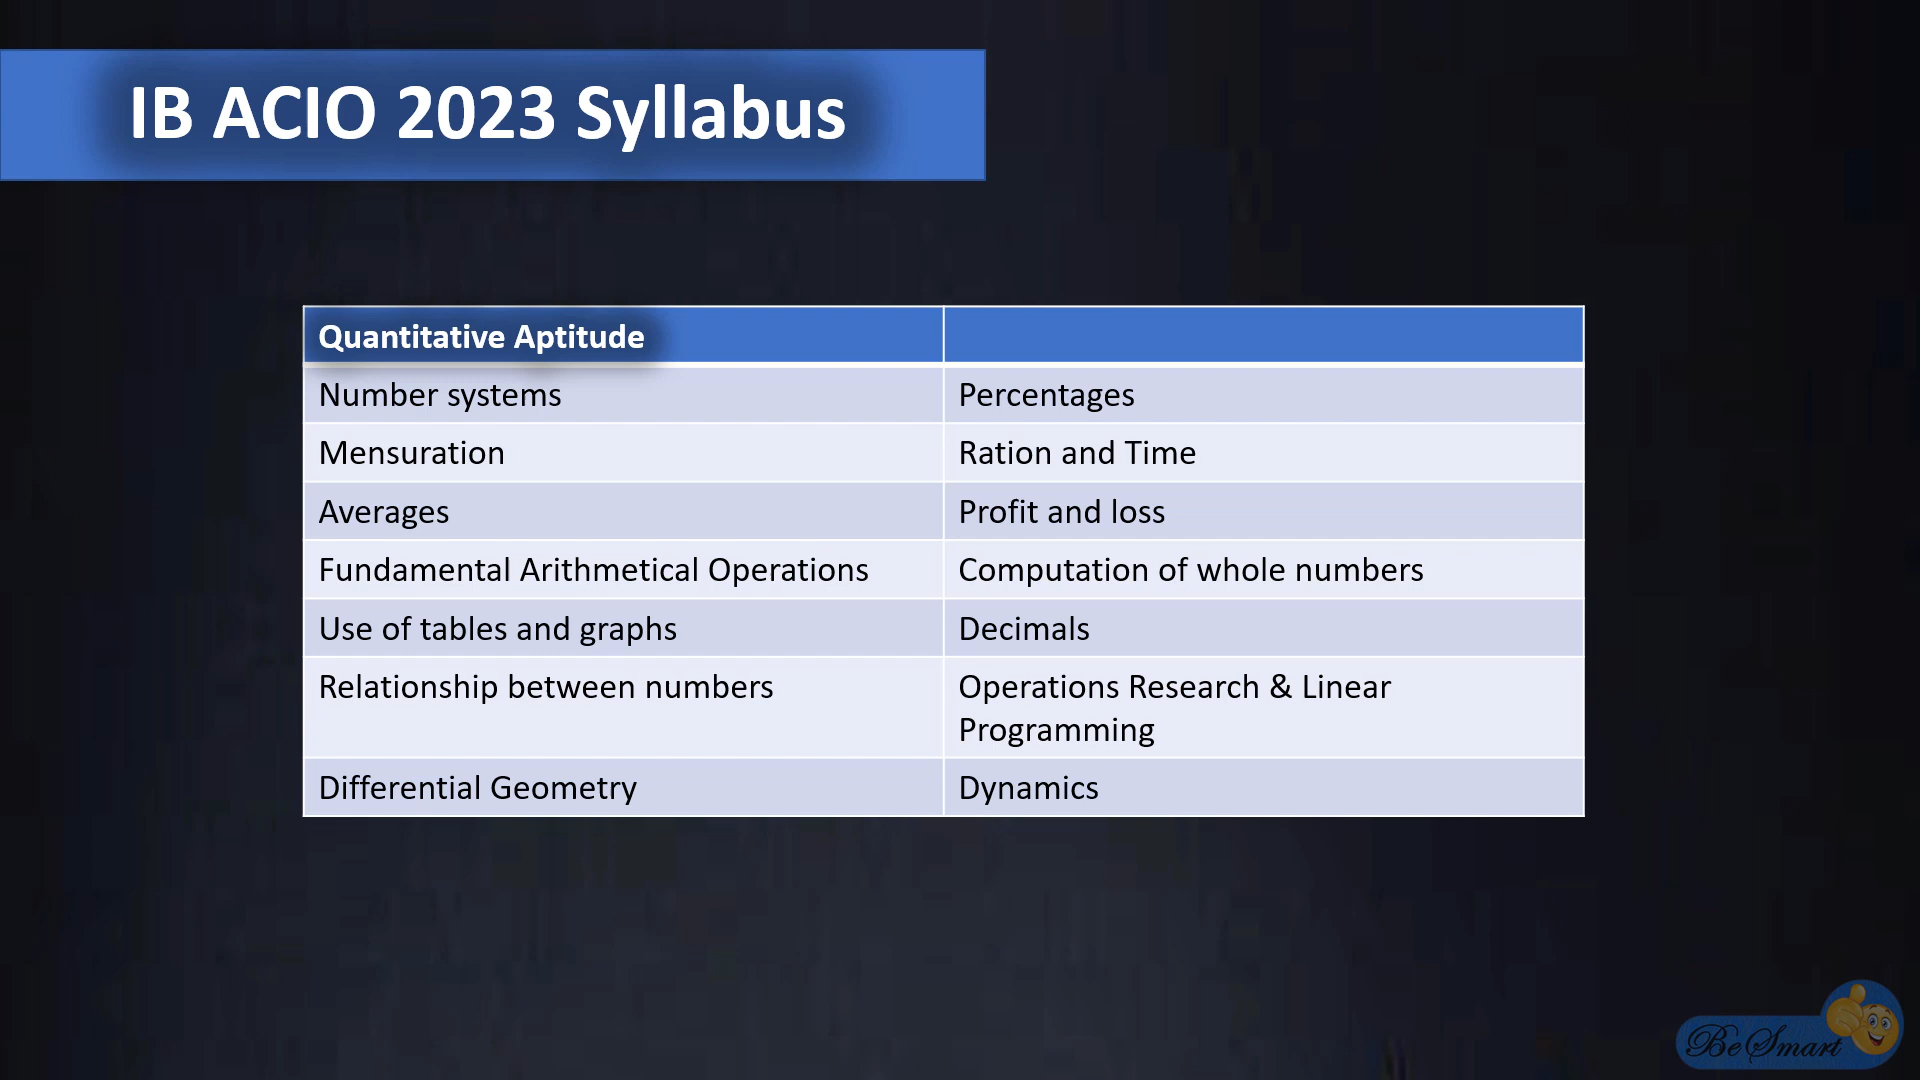 IB ACIO 2023 Syllabus
Quantitative Aptitude
Number systems
Percentages
Mensuration
Ration and Time
Averages
Profit and loss
Fundamental Arithmetical Operations
Computation of whole numbers
Use of tables and graphs
Decimals
Relationship between numbers
Operations Research & Linear
Programming
Differential Geometry
Dynamics
Be Smart